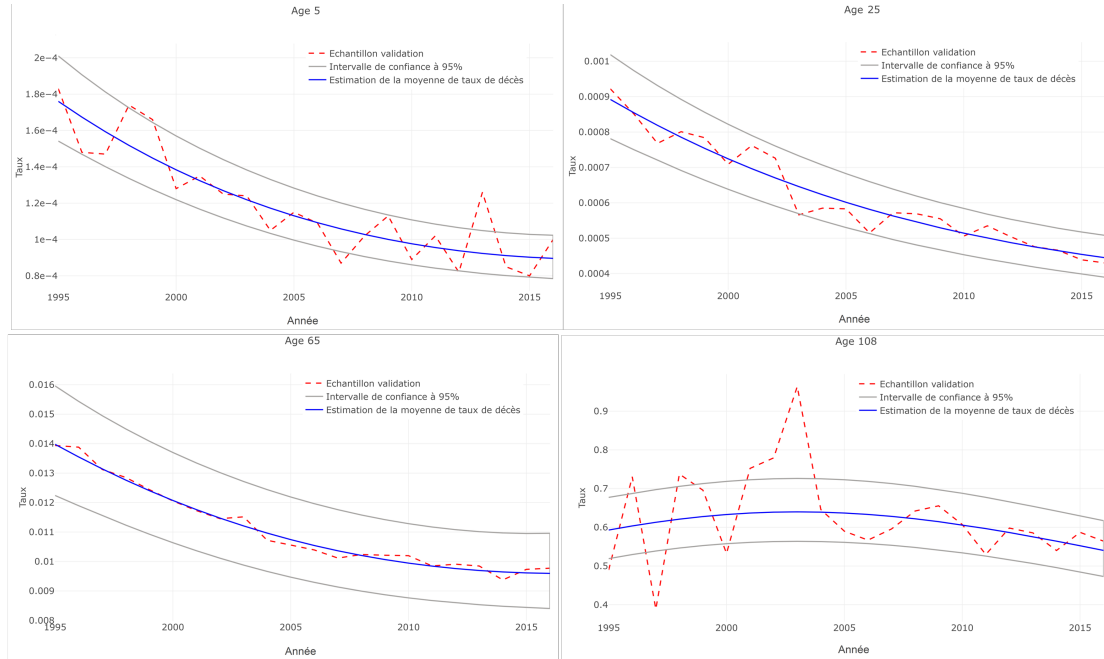 Age 5
Echantillon validation
Intervalle de confiance à 95%
Estimation de la moyenne de taux de décès
Taux
2e−4
1.8e−4
1.6e−4
1.4e−4
1.2e−4
1e−4
0.8e−4
1995
2000
2005
2010
2015
Année
Age 25
Echantillon validation
Intervalle de confiance à 95%
Estimation de la moyenne de taux de décès
Taux
0.001
0.0009
0.0008
0.0007
0.0006
0.0005
0.0004
1995
2000
2005
2010
2015
Année
Age 65
Echantillon validation
Intervalle de confiance à 95%
Estimation de la moyenne de taux de décès
Taux
0.016
0.015
0.014
0.013
0.012
0.011
0.01
0.009
0.008
1995
2000
2005
2010
2015
Année
Age 108
Echantillon validation
Intervalle de confiance à 95%
Estimation de la moyenne de taux de décès
Taux
0.9
0.8
0.7
0.6
0.5
0.4
1995
2000
2005
2010
2015
Année